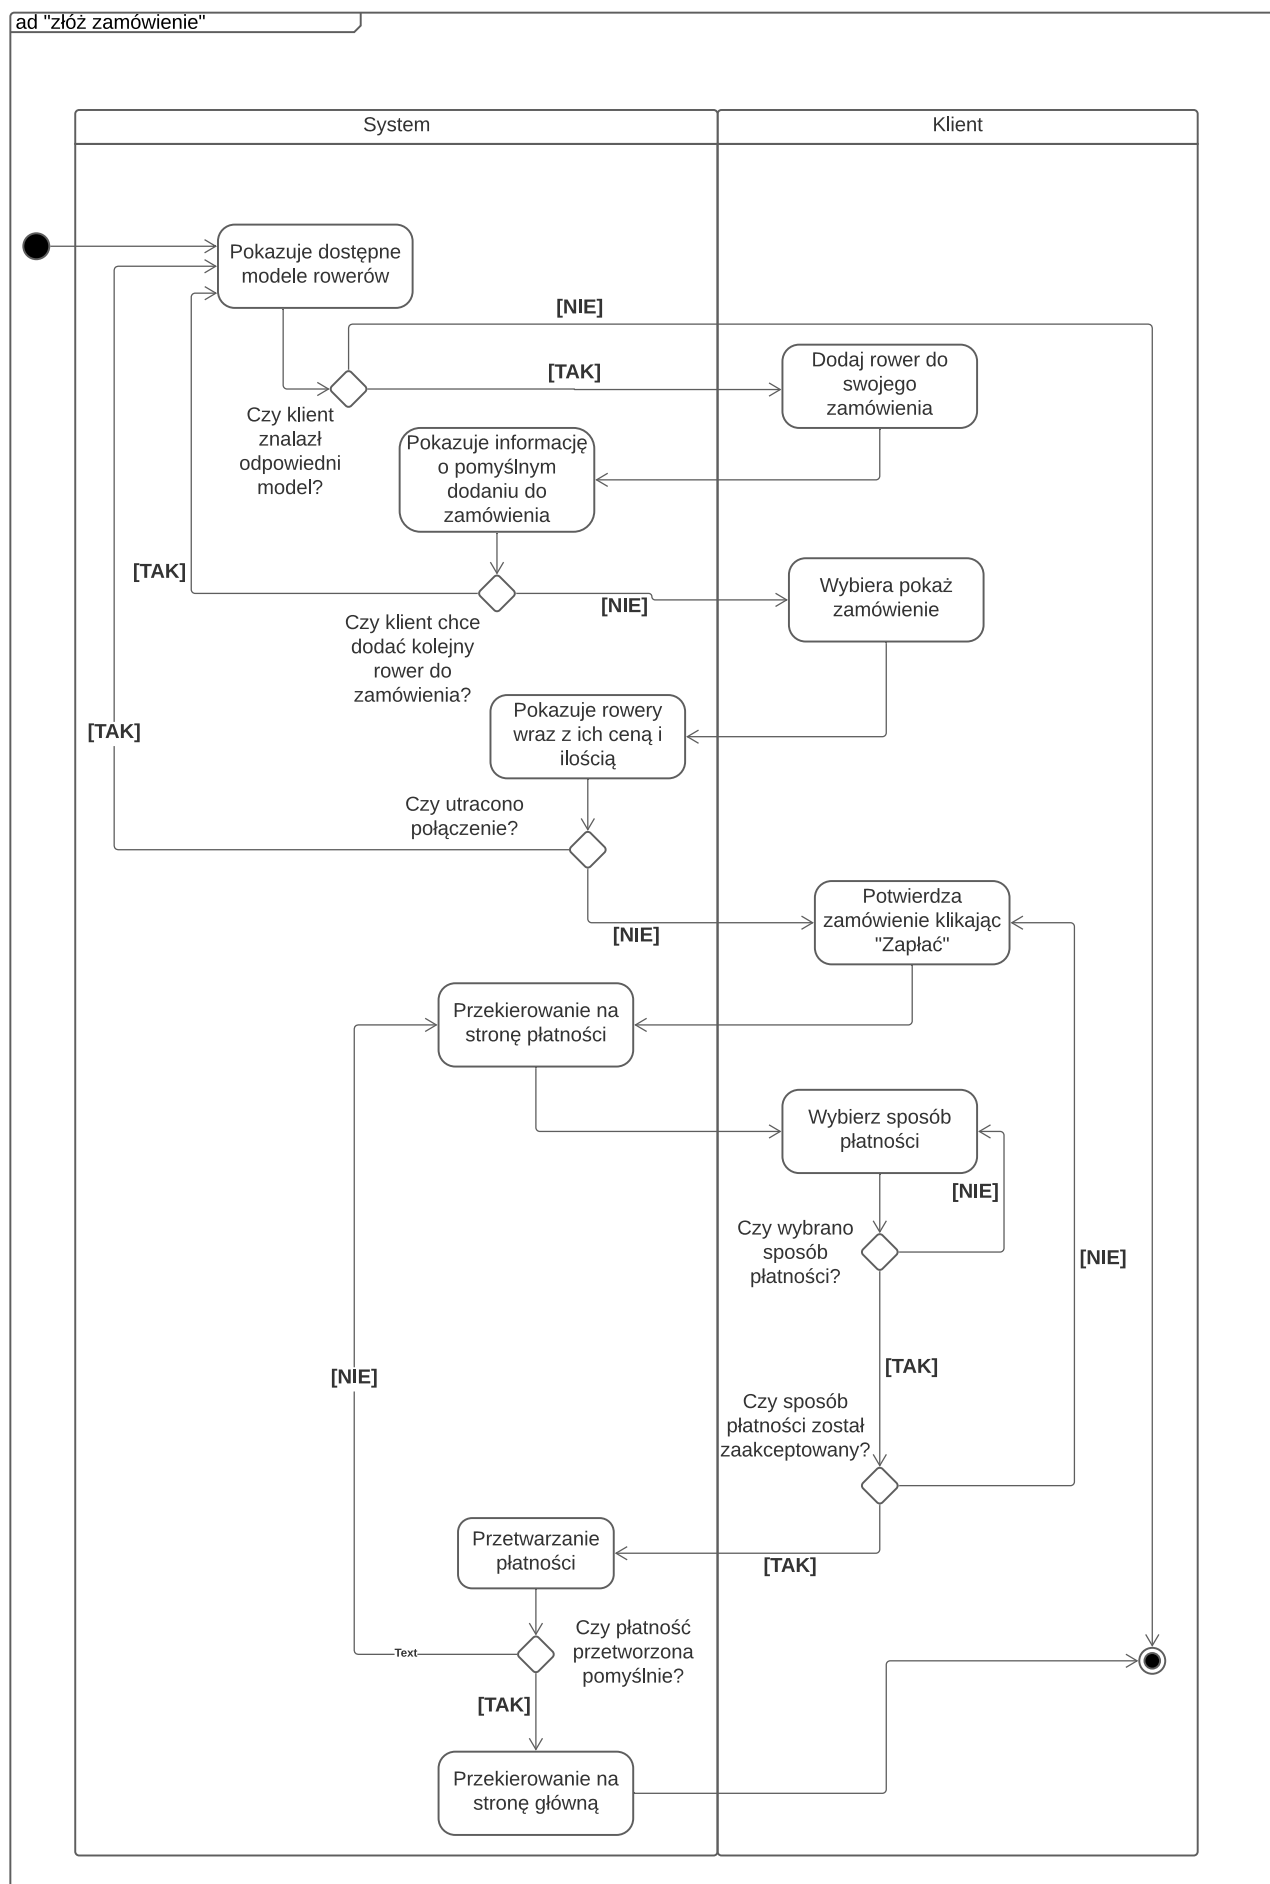 ad "złóż zamówienie"
System
Klient
Pokazuje dostępne
modele rowerów
[NIE]
[TAK]
Dodaj rower do
swojego
zamówienia
Czy klient
znalazł
odpowiedni
model?
Pokazuje informację
o pomyślnym
dodaniu do
zamówienia
[TAK]
[NIE]
Wybiera pokaż
zamówienie
Czy klient chce
dodać kolejny
rower do
zamówienia?
Pokazuje rowery
wraz z ich ceną i
ilością
[TAK]
Czy utracono
połączenie?
[NIE]
Potwierdza
zamówienie klikając
"Zapłać"
Przekierowanie na
stronę płatności
Wybierz sposób
płatności
[NIE]
Czy wybrano
sposób
płatności?
[NIE]
[TAK]
[NIE]
Czy sposób
płatności został
zaakceptowany?
Przetwarzanie
płatności
[TAK]
Czy płatność
przetworzona
pomyślnie?
Text
[TAK]
Przekierowanie na
stronę główną